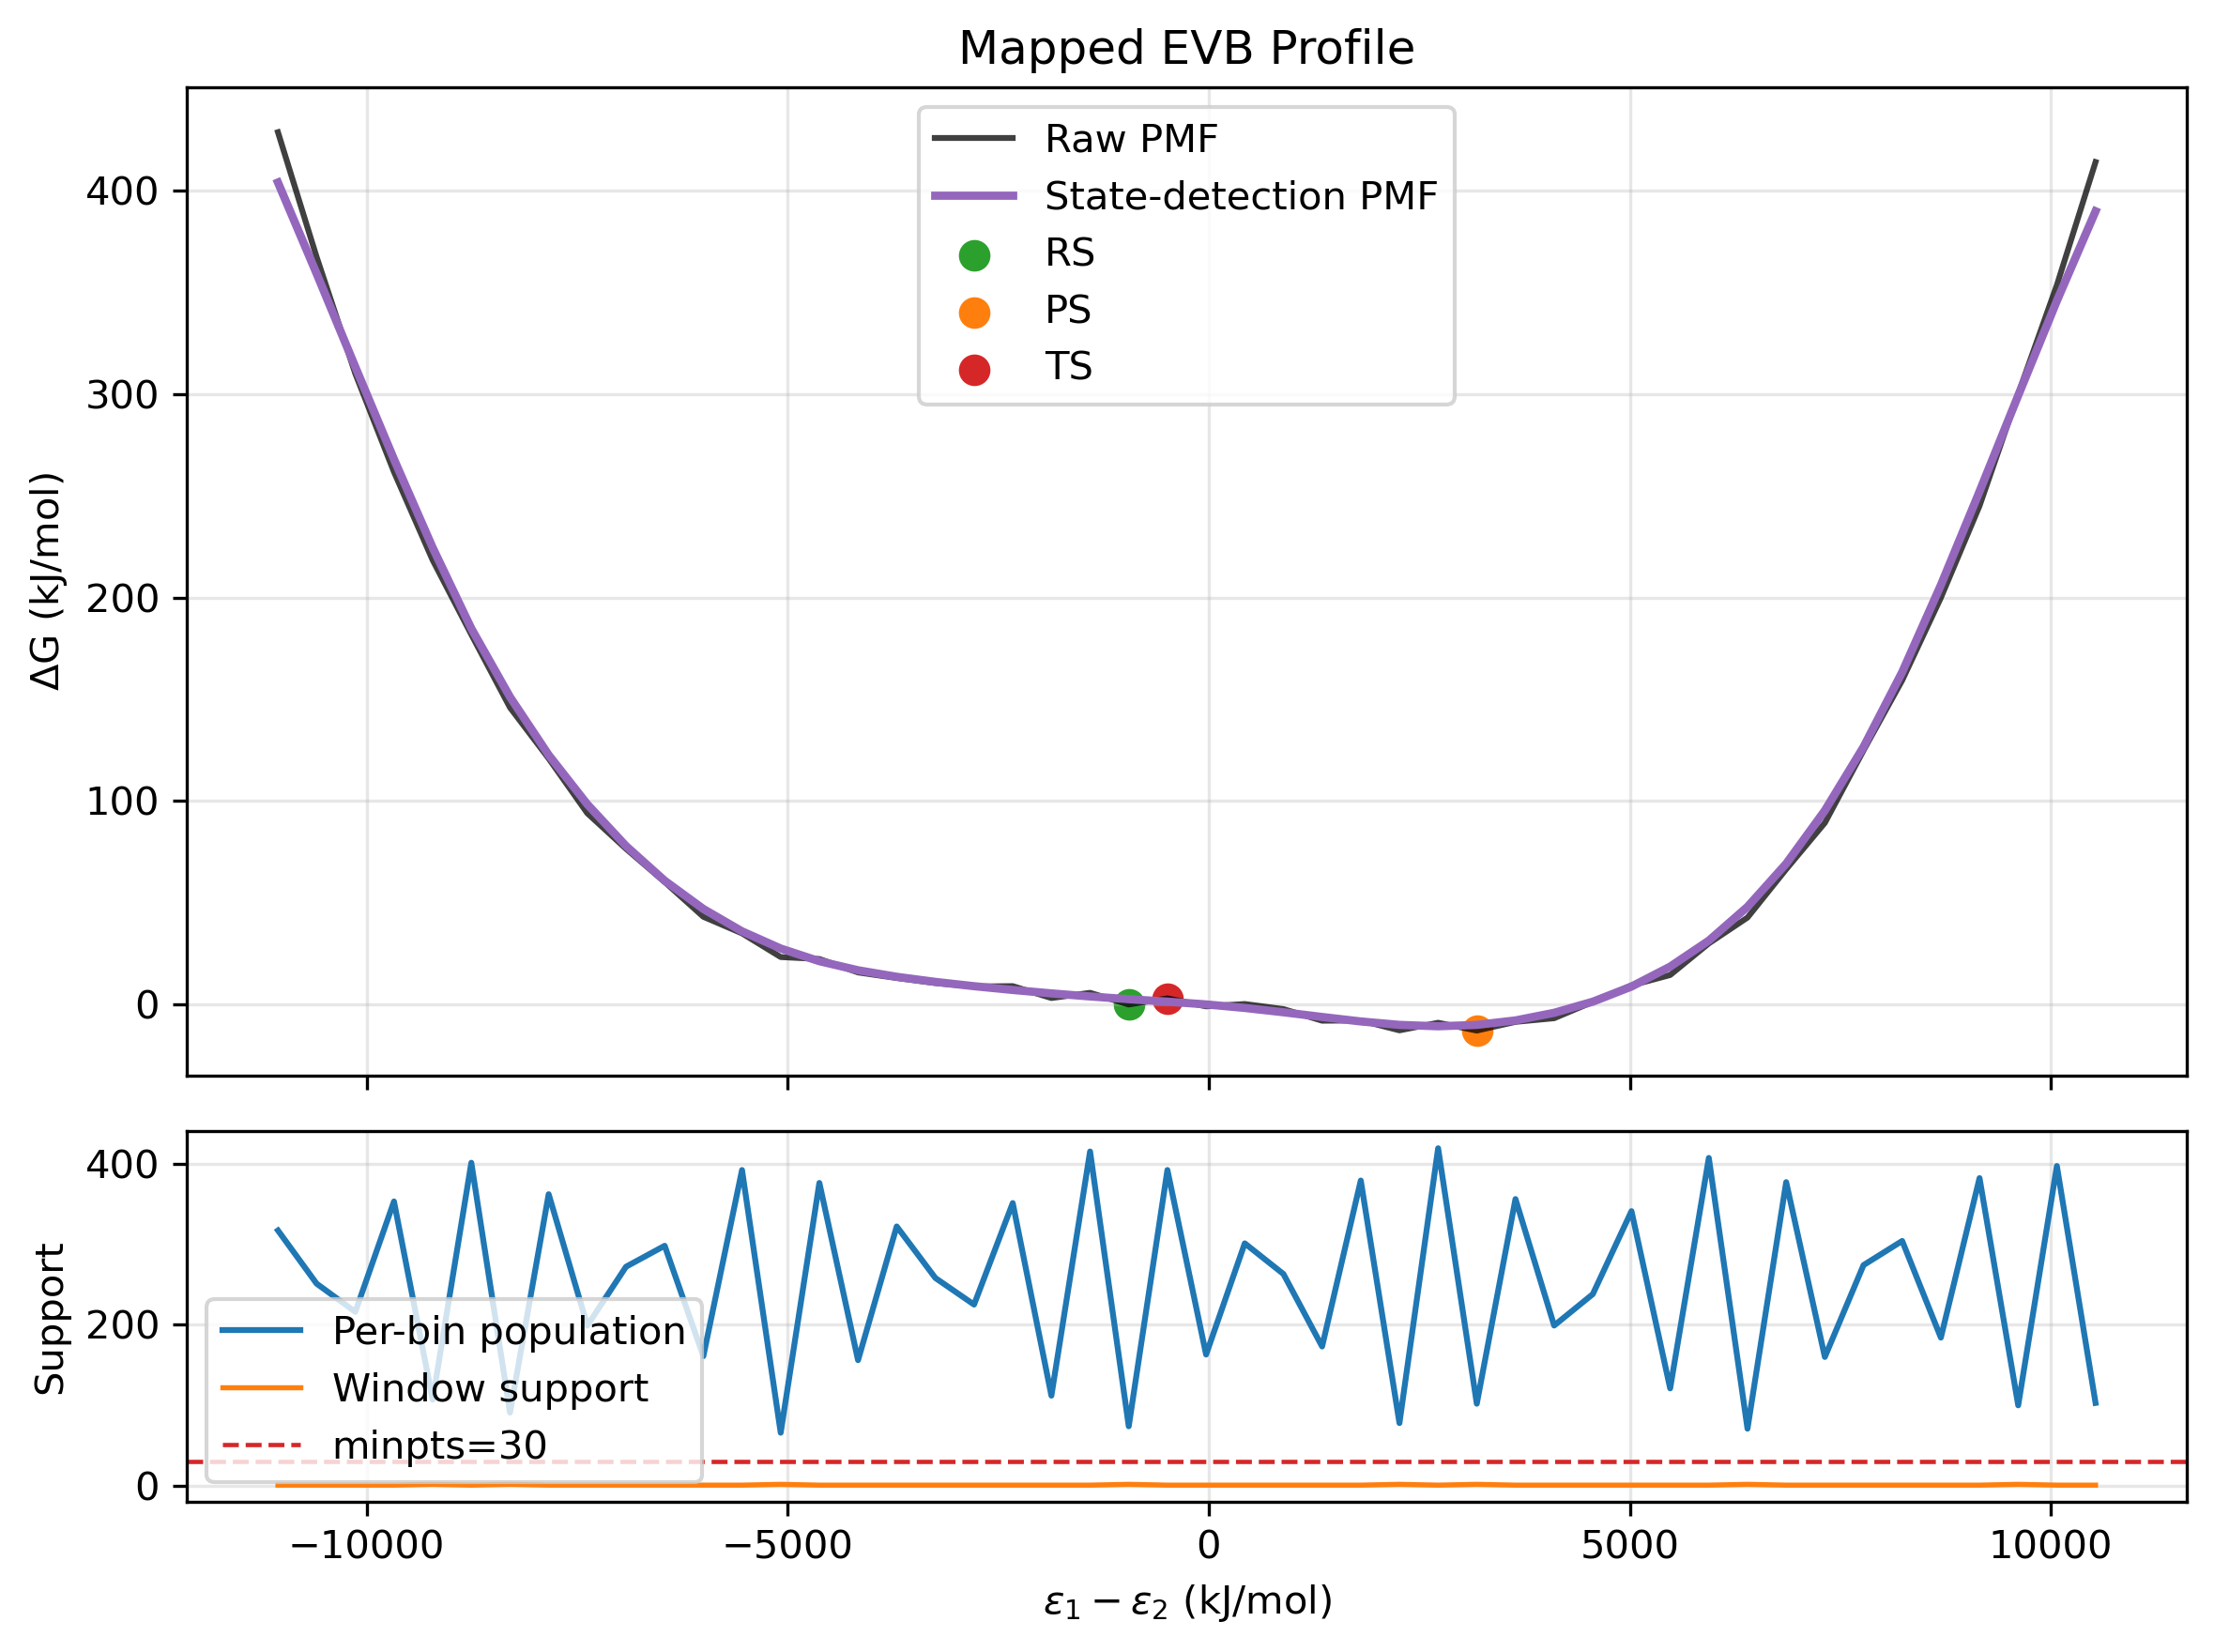 Mapped EVB Profile
Raw PMF
State-detection PMF
RS
PS
TS
400
300
200
100
0
ΔG (kJ/mol)
400
200
0
Support
Per-bin population
Window support
minpts=30
−10000
−5000
0
5000
10000
ε₁ − ε₂ (kJ/mol)